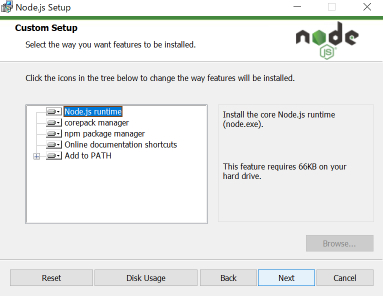 Node.js Setup
Custom Setup
Select the way you want features to be installed.
node
js
Click the icons in the tree below to change the way features will be installed.
Node.js runtime
corepack manager
npm package manager
Online documentation shortcuts
Add to PATH
Install the core Node.js runtime
(node.exe).
This feature requires 66KB on your
hard drive.
Browse...
Reset
Disk Usage
Back
Next
Cancel